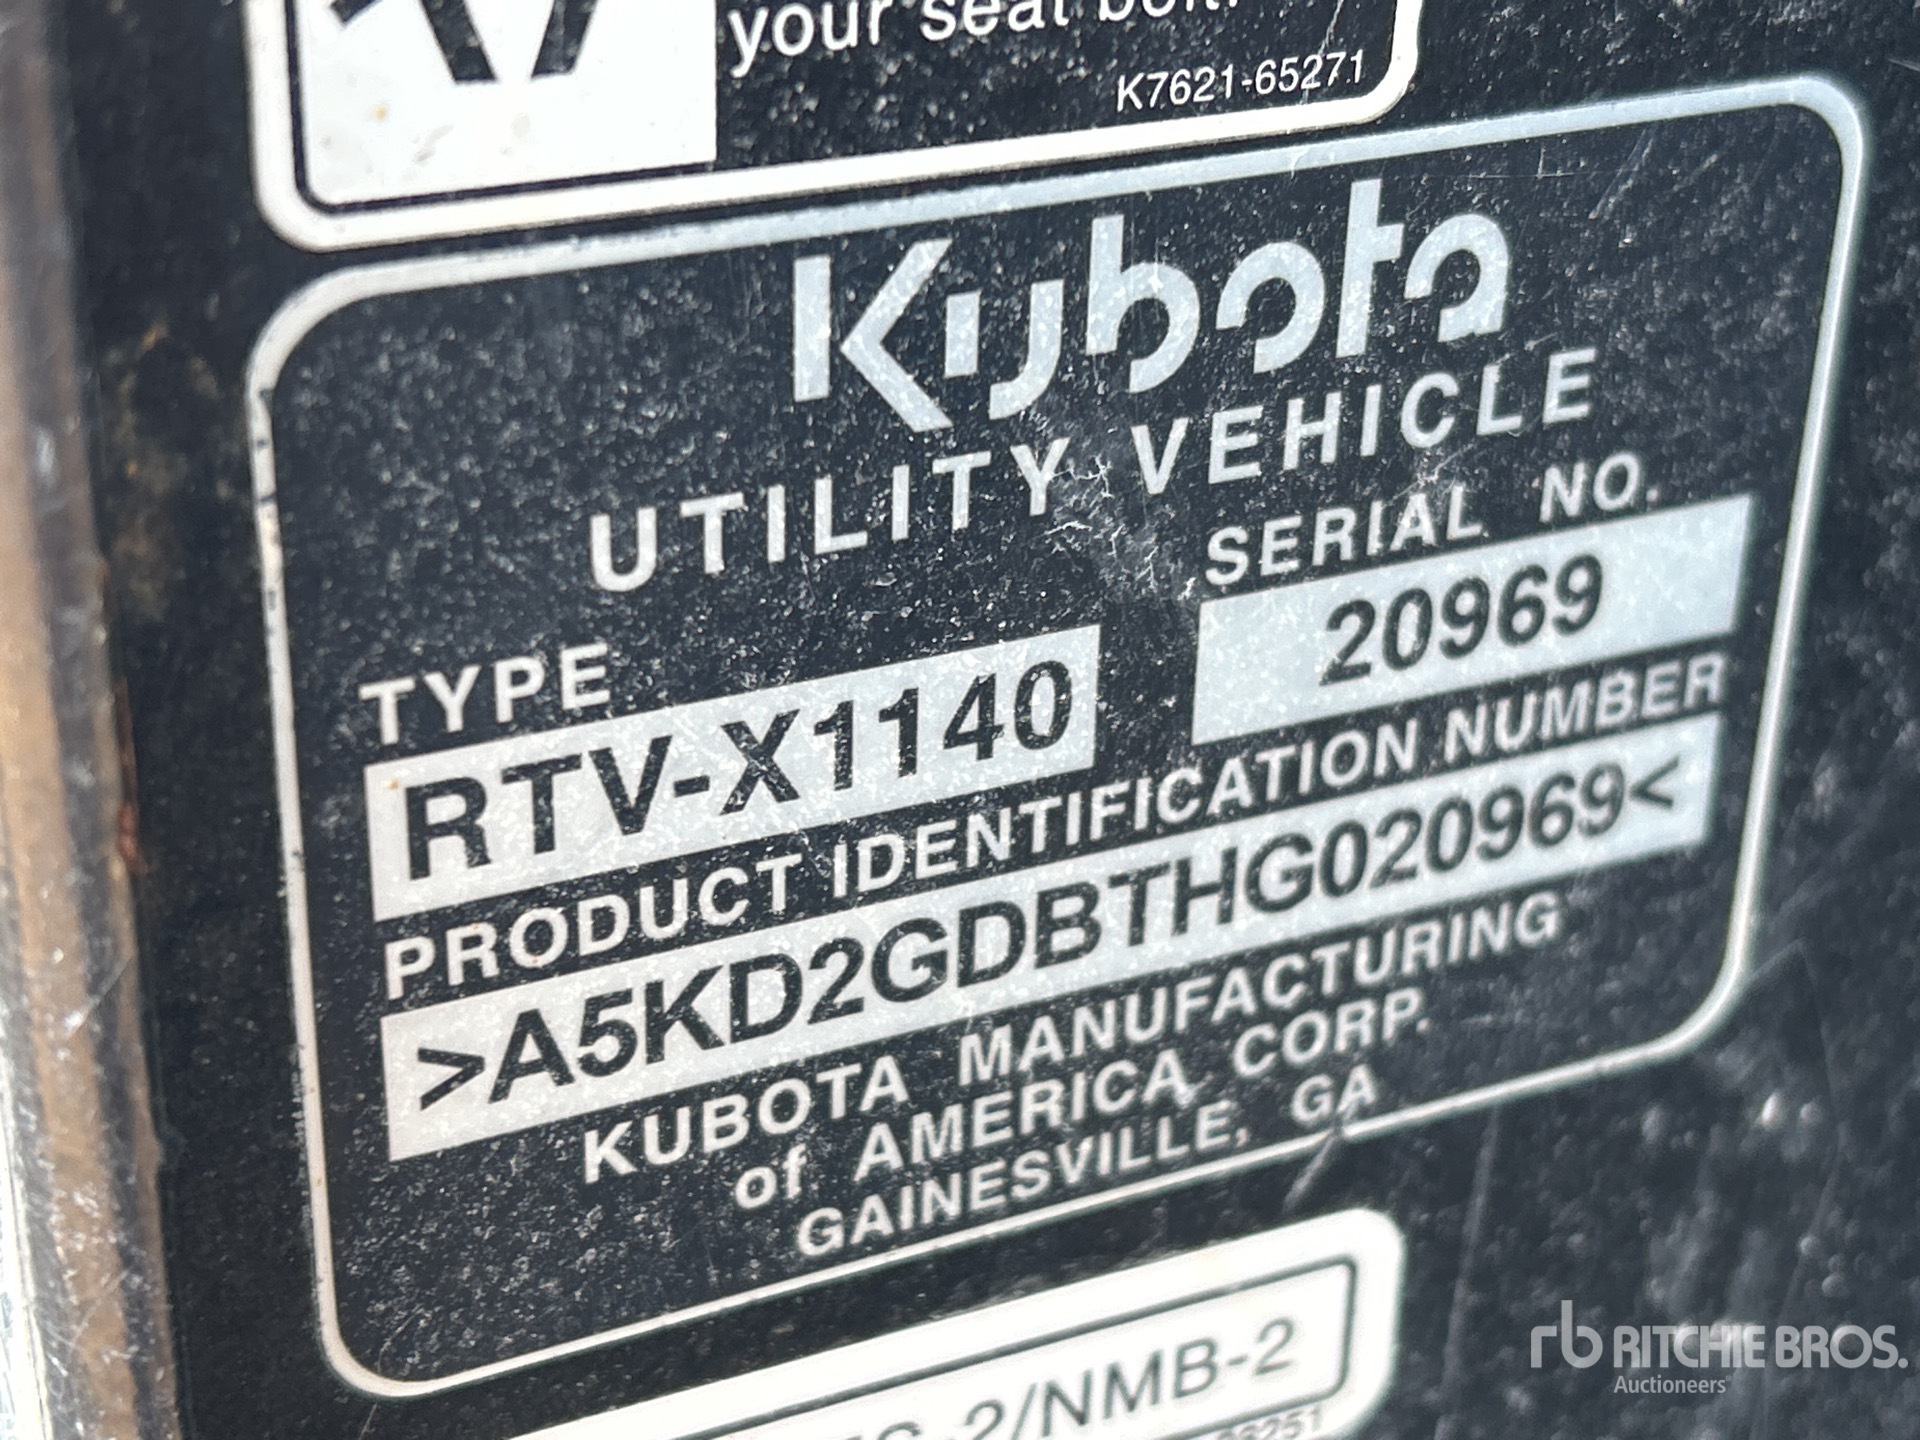 your seat belt.
K7621-65271
Kubota
UTILITY VEHICLE
SERIAL NO.
20969
TYPE
RTV-X1140
PRODUCT IDENTIFICATION NUMBER
>A5KD2GDBTHG020969<
KUBOTA MANUFACTURING
of AMERICA CORP.
GAINESVILLE, GA
-2/NMB-2
rb RITCHIE BROS.
Auctioneers